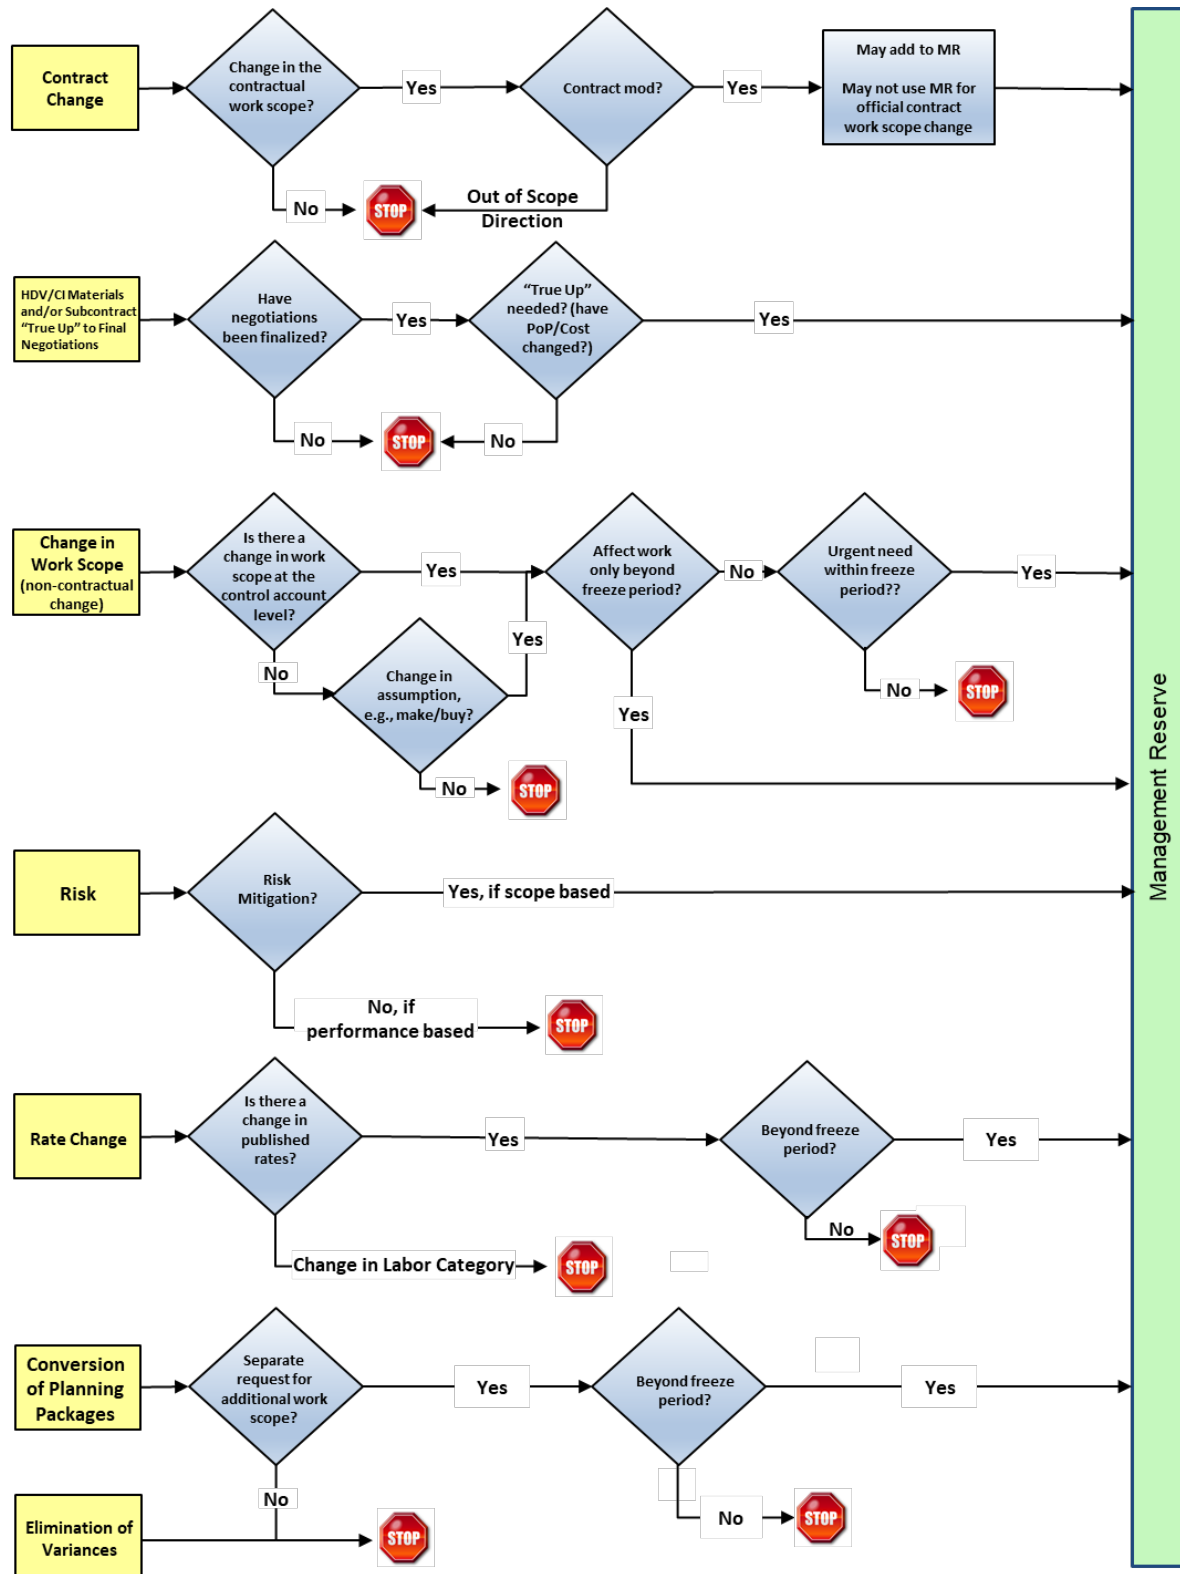 Contract
Change
Change in the
contractual
work scope?
Yes
Contract mod?
Yes
May add to MR
May not use MR for
official contract
work scope change
No
STOP
Out of Scope
Direction
HDV/CI Materials
and/or Subcontract
“True Up” to Final
Negotiations
Have
negotiations
been finalized?
Yes
“True Up”
needed? (have
PoP/Cost
changed?)
Yes
No
STOP
No
Change in
Work Scope
(non-contractual
change)
Is there a
change in work
scope at the
control account
level?
Yes
Affect work
only beyond
freeze period?
No
Urgent need
within freeze
period??
Yes
No
Change in
assumption,
e.g., make/buy?
Yes
Yes
No
STOP
No
STOP
Risk
Risk
Mitigation?
Yes, if scope based
No, if
performance based
STOP
Rate Change
Is there a
change in
published
rates?
Yes
Beyond freeze
period?
Yes
No
STOP
Change in Labor Category
STOP
Conversion
of Planning
Packages
Separate
request for
additional work
scope?
Yes
Beyond freeze
period?
Yes
No
No
STOP
Elimination of
Variances
STOP
Management Reserve